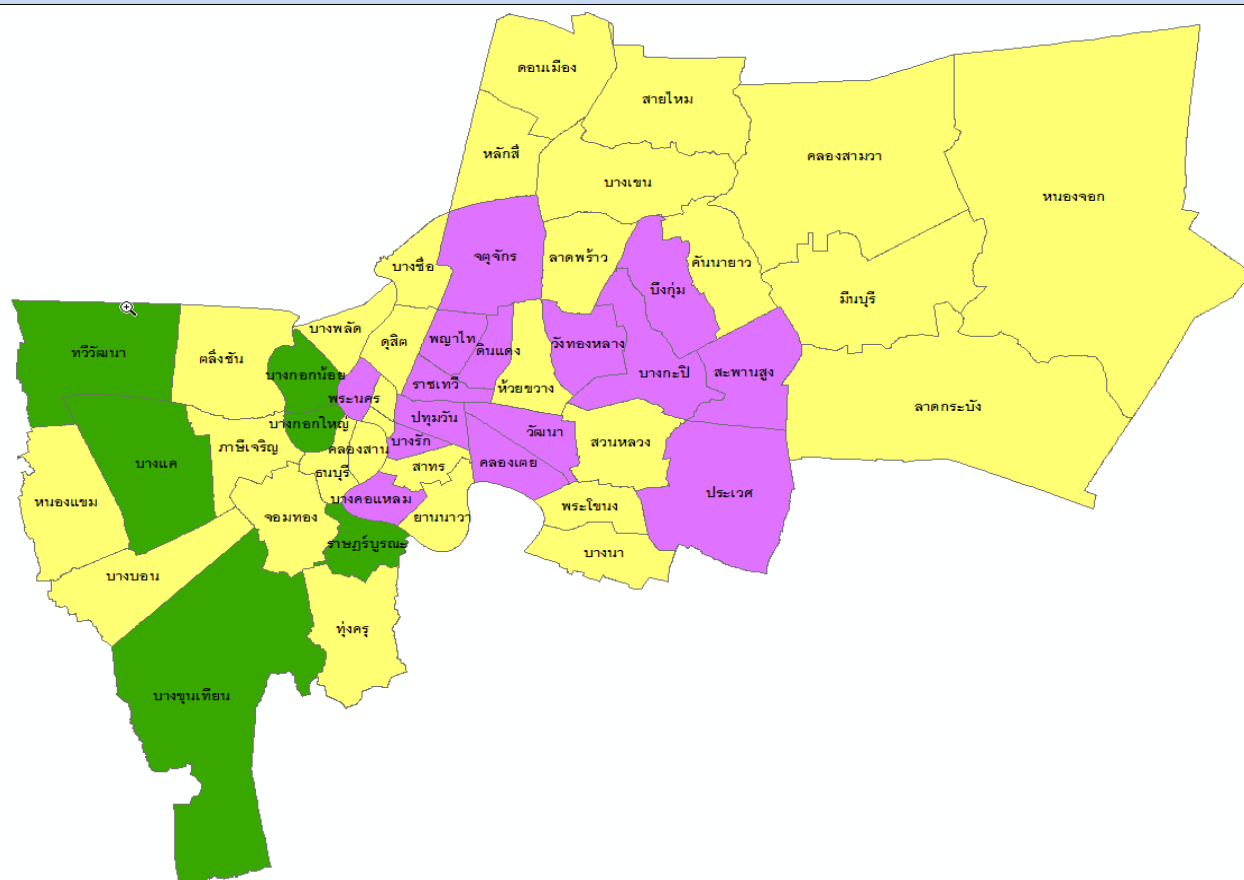 ดอนเมือง
สายไหม
หลักสี่
คลองสามวา
บางเขน
หนองจอก
จตุจักร
ลาดพร้าว
คันนายาว
บางซื่อ
บึงกุ่ม
มีนบุรี
บางพลัด
ดุสิต
พญาไท
ดินแดง
วังทองหลาง
ทวีวัฒนา
ตลิ่งชัน
บางกอกน้อย
บางกะปิ
สะพานสูง
ราชเทวี
ห้วยขวาง
พระนคร
ลาดกระบัง
บางกอกใหญ่
ปทุมวัน
วัฒนา
สวนหลวง
ภาษีเจริญ
คลองสาน
บางรัก
บางแค
ธนบุรี
สาทร
คลองเตย
หนองแขม
บางคอแหลม
ประเวศ
จอมทอง
ยานนาวา
พระโขนง
ราษฎร์บูรณะ
บางนา
บางบอน
ทุ่งครุ
บางขุนเทียน